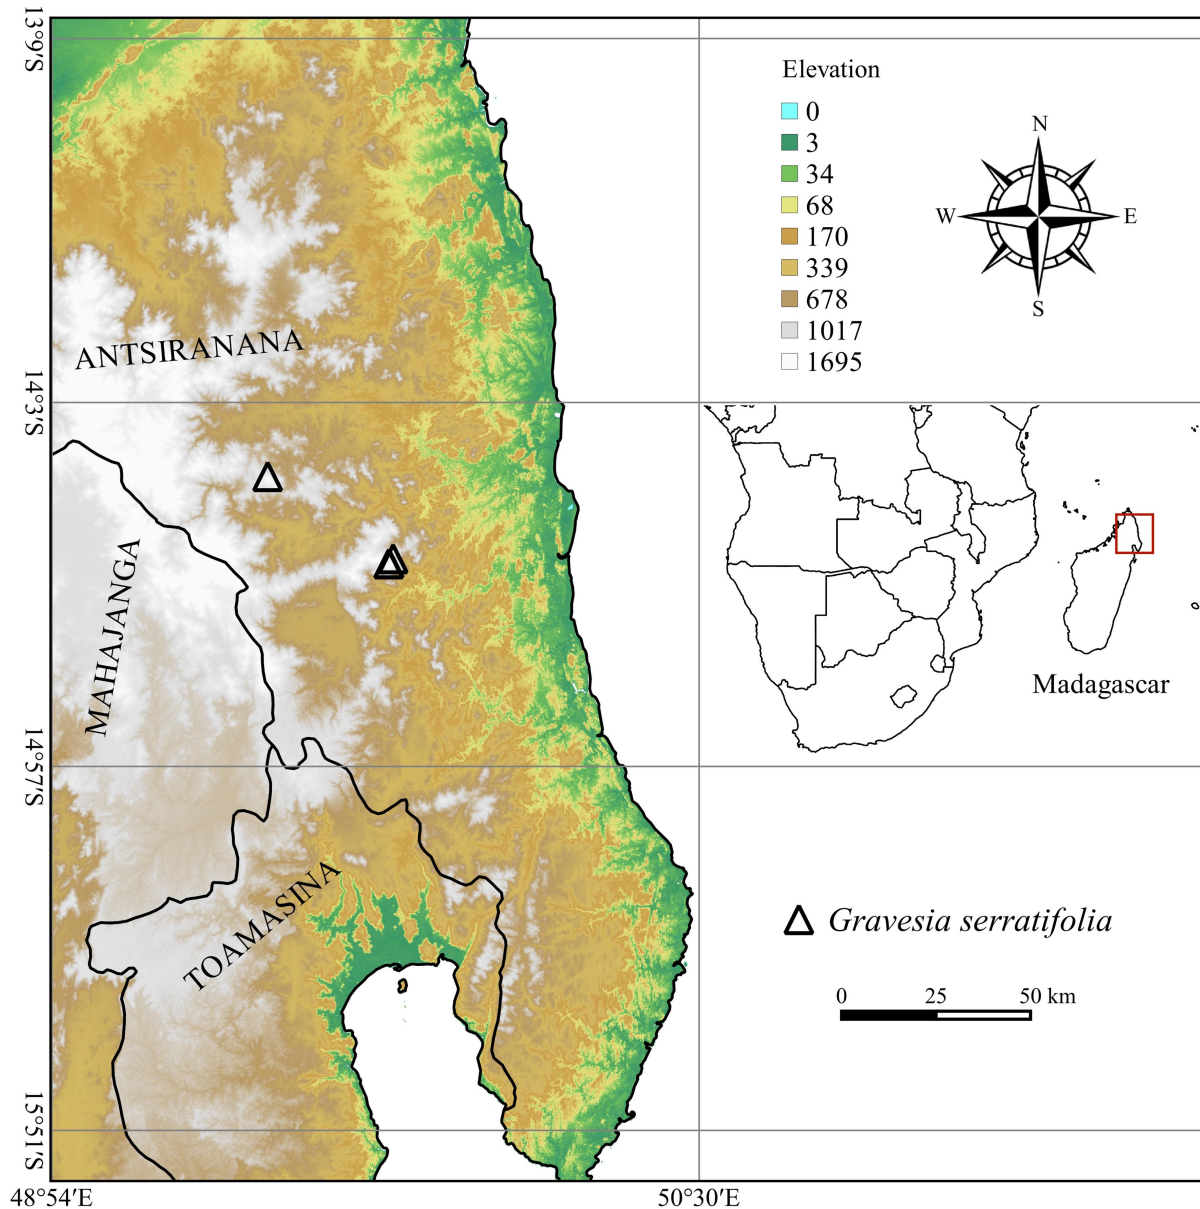 13°9′S
14°3′S
14°57′S
15°51′S
48°54′E
50°30′E
ANTSIRANANA
MAHAJANGA
TOAMASINA
Elevation
0
3
34
68
170
339
678
1017
1695
N
W
E
S
Madagascar
Gravesia serratifolia
0 25 50 km